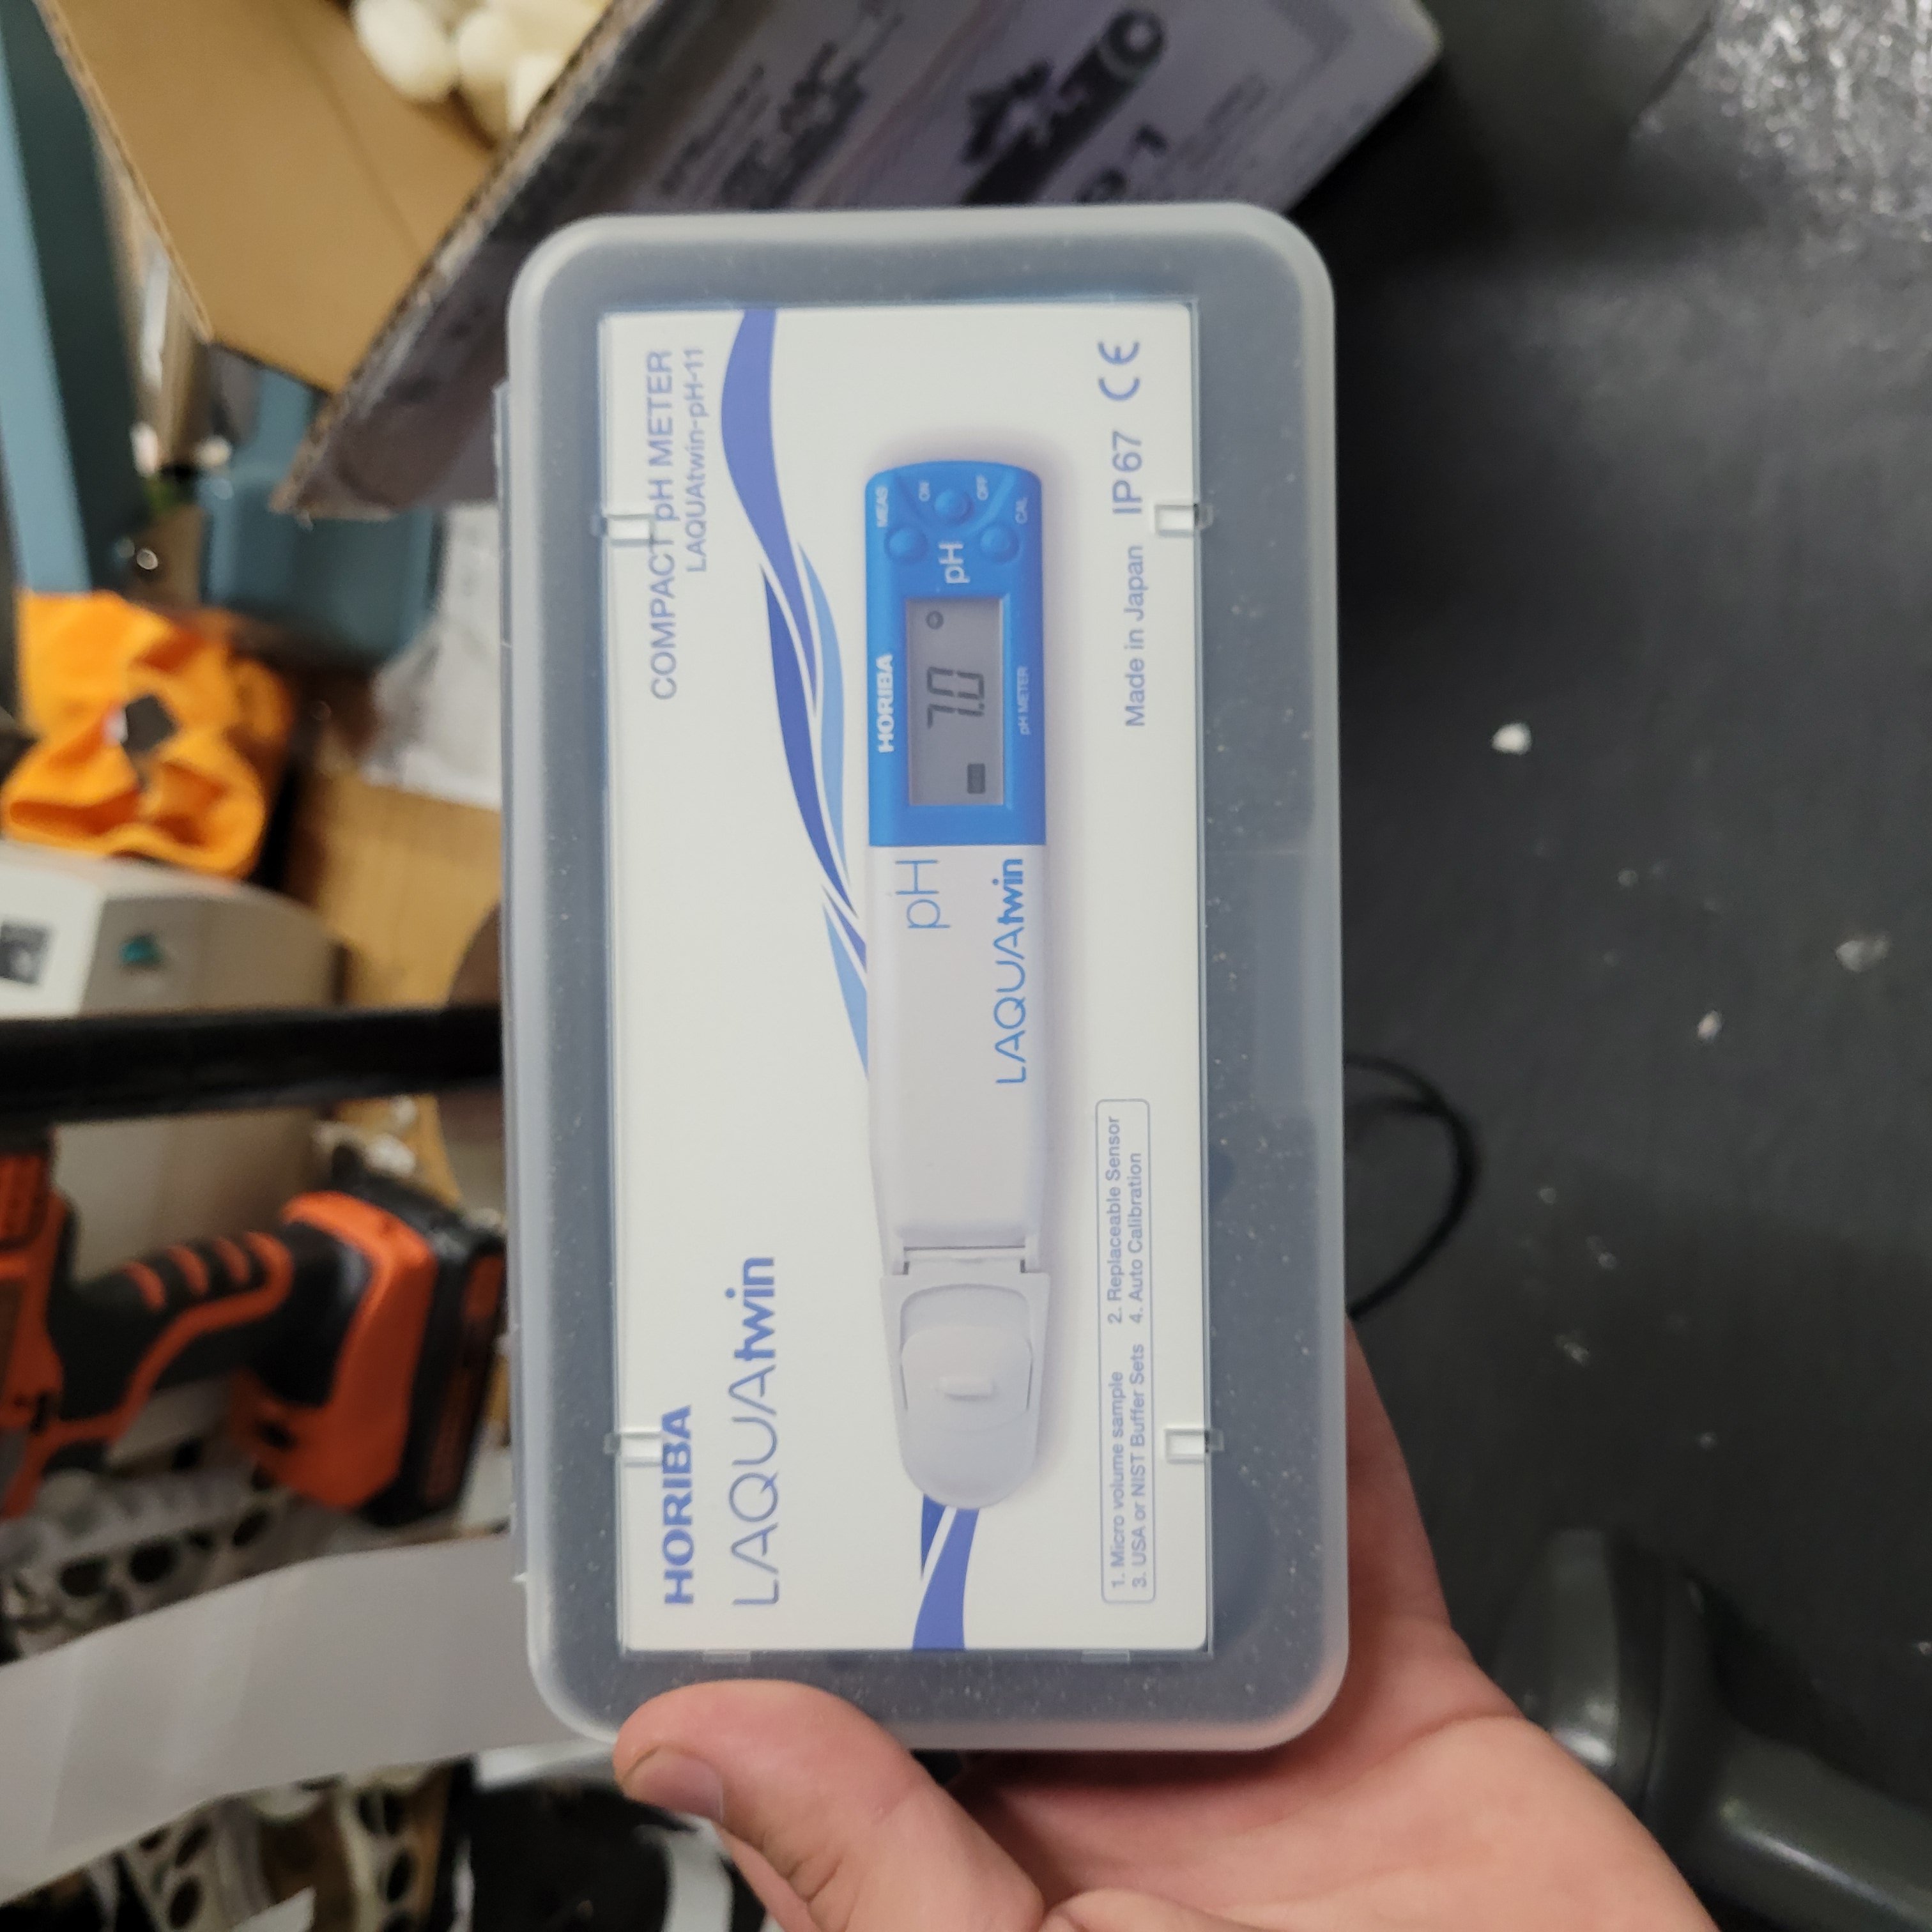 HORIBA
COMPACT pH METER
LAQUAtwin
LAQUAtwin-pH-11
HORIBA
MEAS
ON
OFF
CAL
7.0
pH
pH METER
pH
LAQUAtwin
1. Micro volume sample 2. Replaceable Sensor
3. USA or NIST Buffer Sets 4. Auto Calibration
Made in Japan IP67 CE